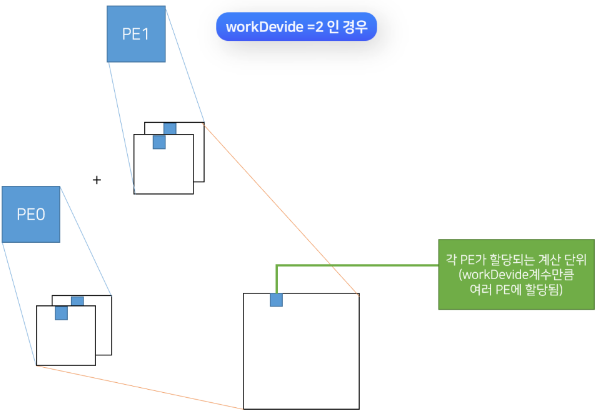 PE1
workDevide =2 인 경우
+
PE0
각 PE가 할당되는 계산 단위
(workDevide계수만큼
여러 PE에 할당됨)